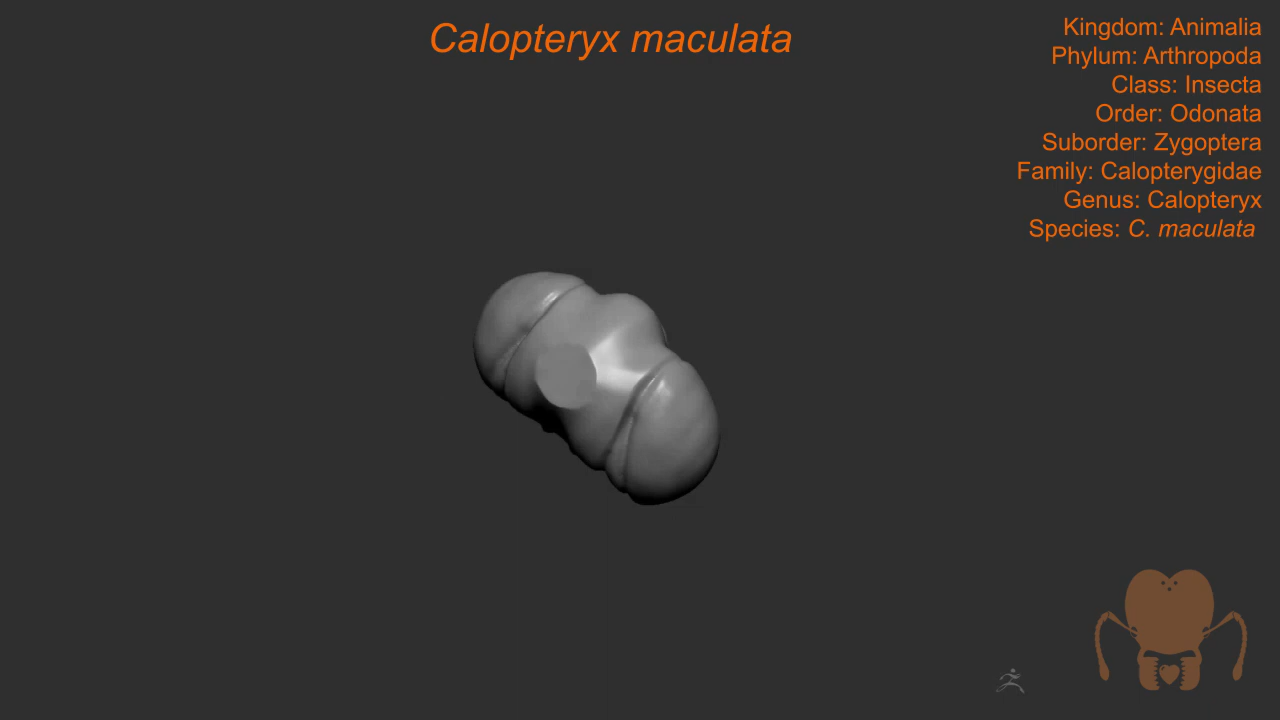 Calopteryx maculata
Kingdom: Animalia
Phylum: Arthropoda
Class: Insecta
Order: Odonata
Suborder: Zygoptera
Family: Calopterygidae
Genus: Calopteryx
Species: C. maculata